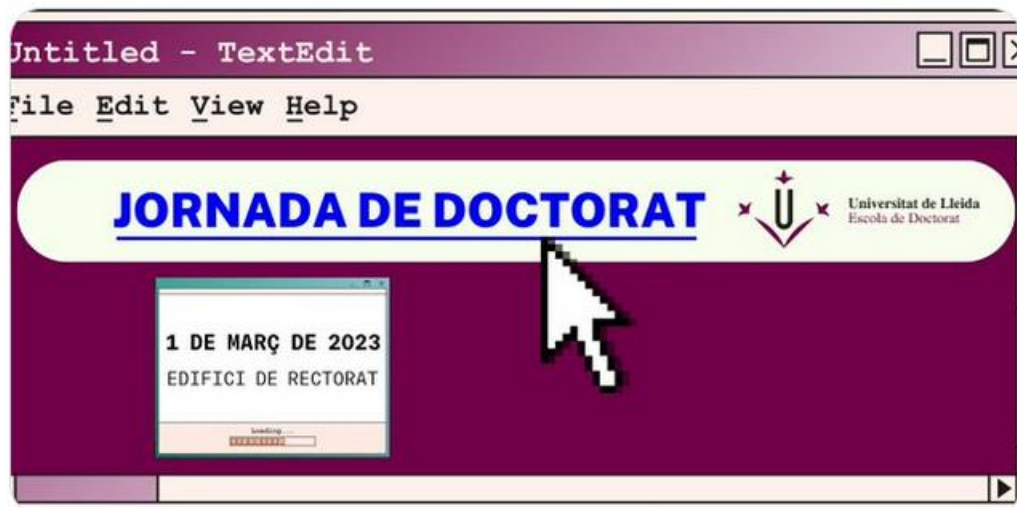 Untitled - TextEdit
File Edit View Help
JORNADA DE DOCTORAT
Universitat de Lleida
Escola de Doctorat
1 DE MARÇ DE 2023
EDIFICI DE RECTORAT
Loading...